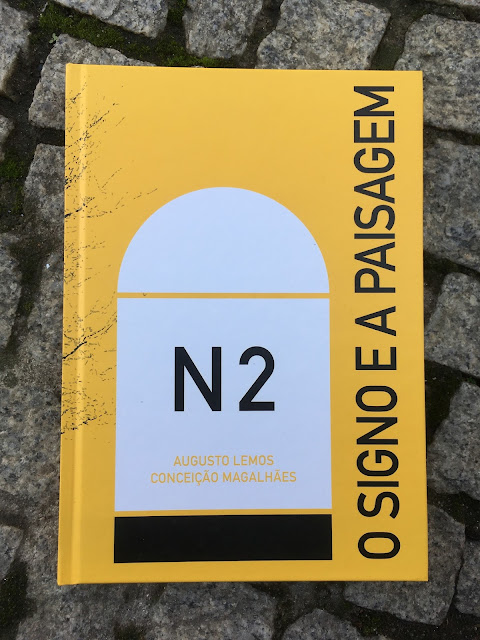 N2
AUGUSTO LEMOS
CONCEIÇÃO MAGALHÃES
O SIGNO E A PAISAGEM